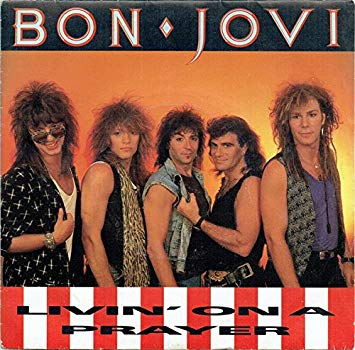 BON ♦ JOVI
LIVIN' ON A
PRAYER